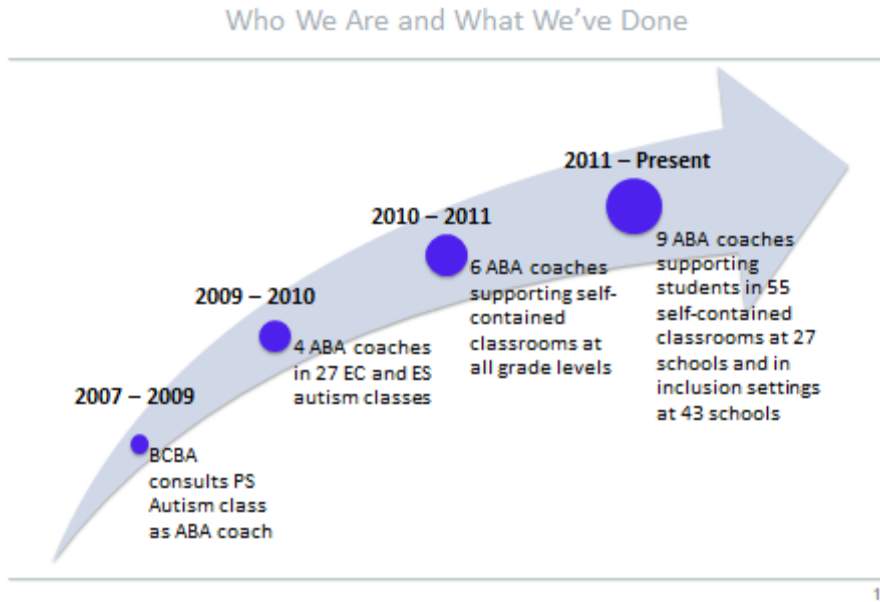 Who We Are and What We've Done
2007 – 2009
BCBA
consults PS
Autism class
as ABA coach
2009 – 2010
4 ABA coaches
in 27 EC and ES
autism classes
2010 – 2011
6 ABA coaches
supporting self-
contained
classrooms at
all grade levels
2011 – Present
9 ABA coaches
supporting
students in 55
self-contained
classrooms at 27
schools and in
inclusion settings
at 43 schools
1